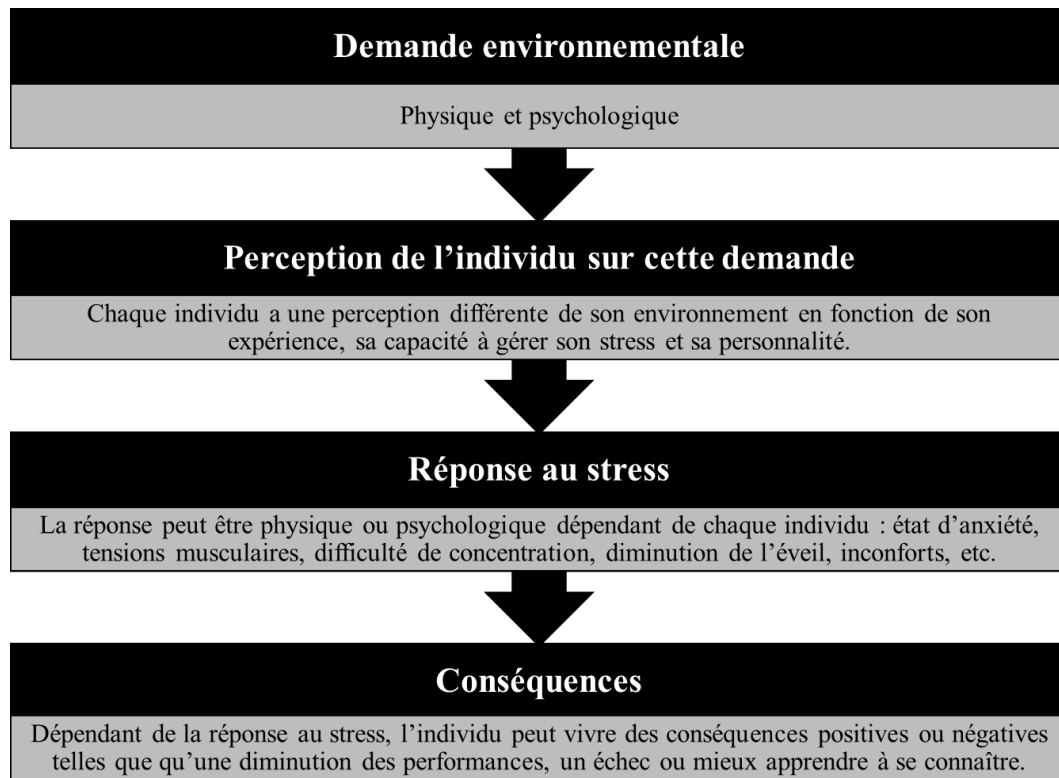 Demande environnementale
Physique et psychologique
Perception de l’individu sur cette demande
Chaque individu a une perception différente de son environnement en fonction de son
expérience, sa capacité à gérer son stress et sa personnalité.
Réponse au stress
La réponse peut être physique ou psychologique dépendant de chaque individu : état d’anxiété,
tensions musculaires, difficulté de concentration, diminution de l’éveil, inconforts, etc.
Conséquences
Dépendant de la réponse au stress, l’individu peut vivre des conséquences positives ou négatives
telles que qu’une diminution des performances, un échec ou mieux apprendre à se connaître.